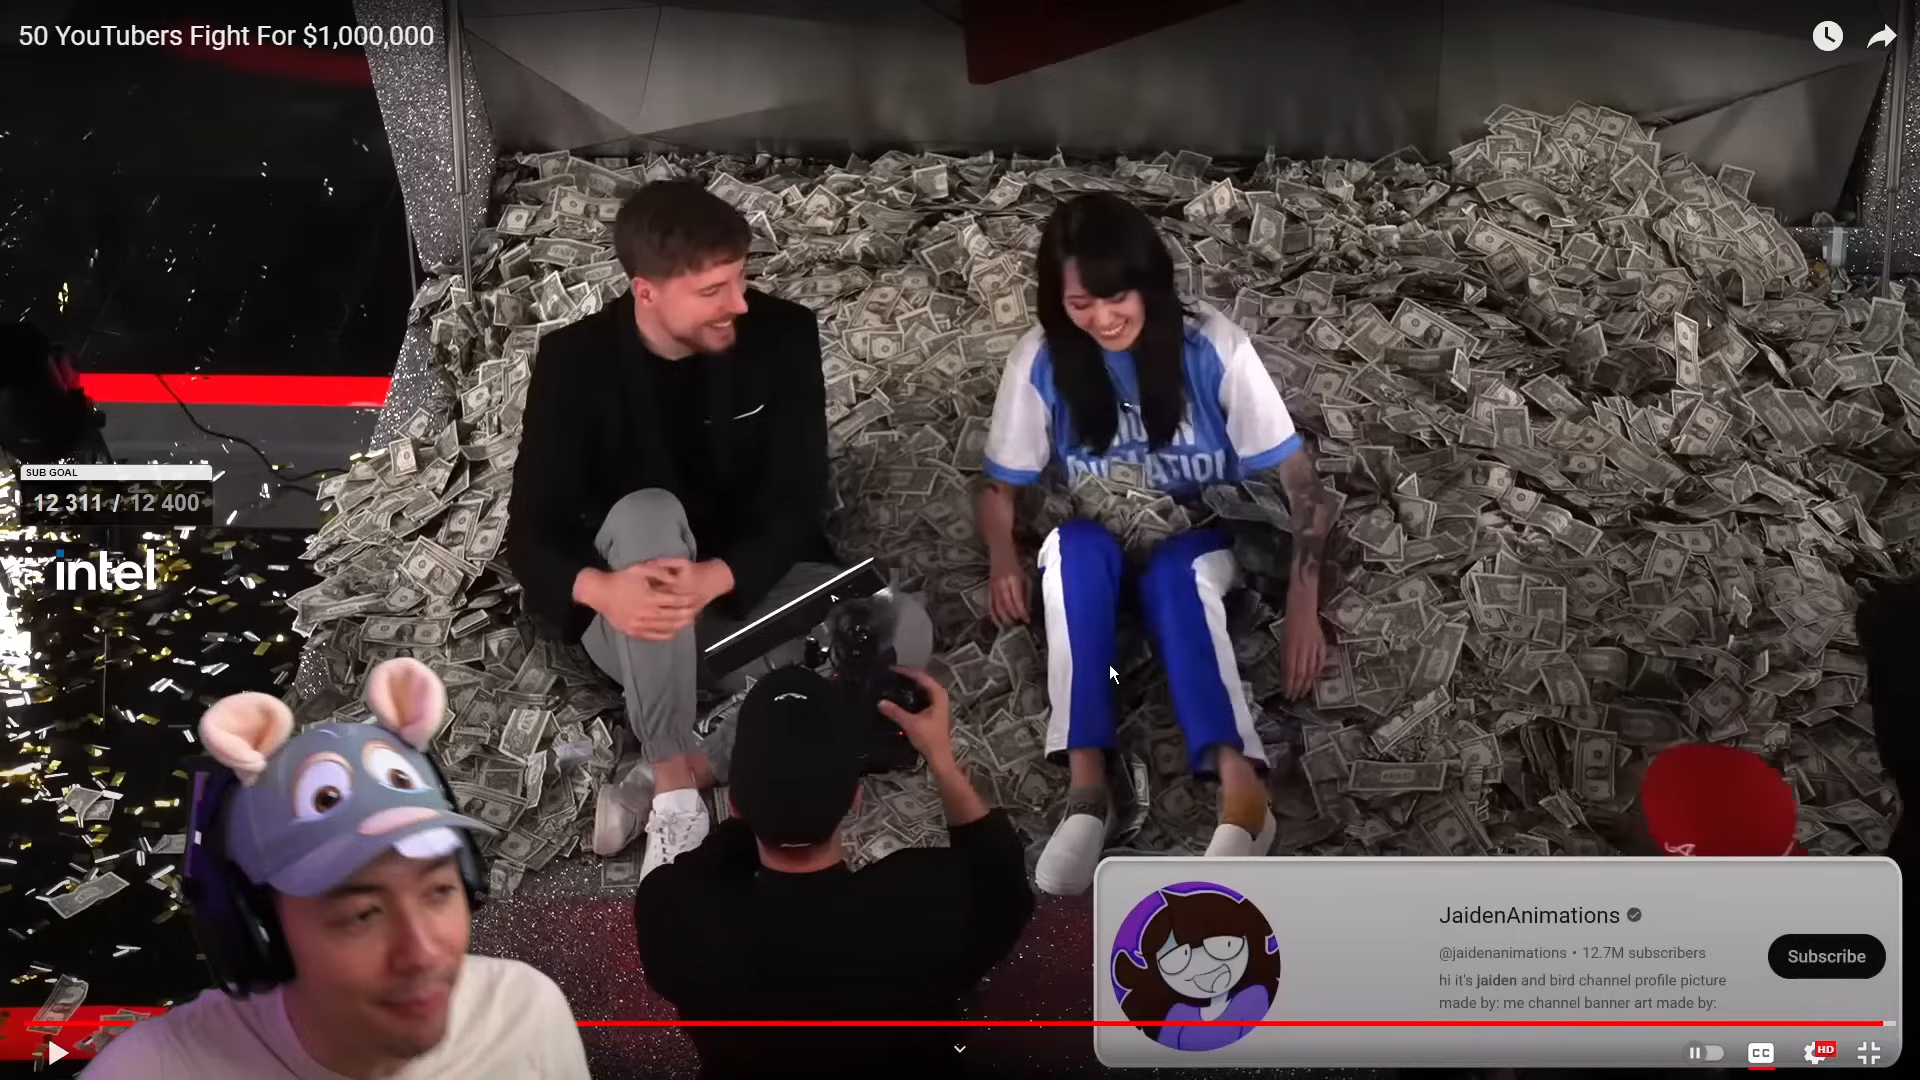 50 YouTubers Fight For $1,000,000
SUB GOAL
12 311 / 12 400
intel
JaidenAnimations
@jaidenanimations • 12.7M subscribers
hi it's jaiden and bird channel profile picture
made by: me channel banner art made by:
Subscribe
CC
HD